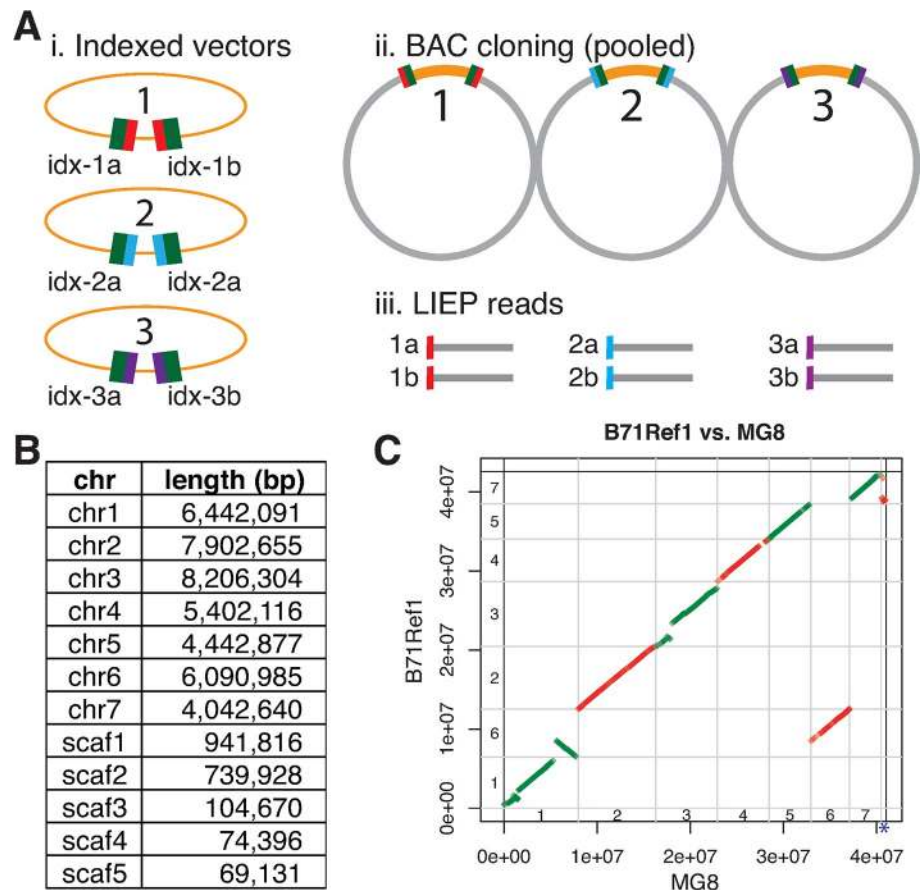 A
i. Indexed vectors
1
idx-1a idx-1b
2
idx-2a idx-2a
3
idx-3a idx-3b
ii. BAC cloning (pooled)
1 2 3
iii. LIEP reads
1a 2a 3a
1b 2b 3b
B
chr length (bp)
chr1 6,442,091
chr2 7,902,655
chr3 8,206,304
chr4 5,402,116
chr5 4,442,877
chr6 6,090,985
chr7 4,042,640
scaf1 941,816
scaf2 739,928
scaf3 104,670
scaf4 74,396
scaf5 69,131
C
B71Ref1 vs. MG8
B71Ref1
4e+07
3e+07
2e+07
1e+07
0e+00
7
5
4
3
2
6
1
1 2 3 4 5 6 7 *
0e+00 1e+07 2e+07 3e+07 4e+07
MG8